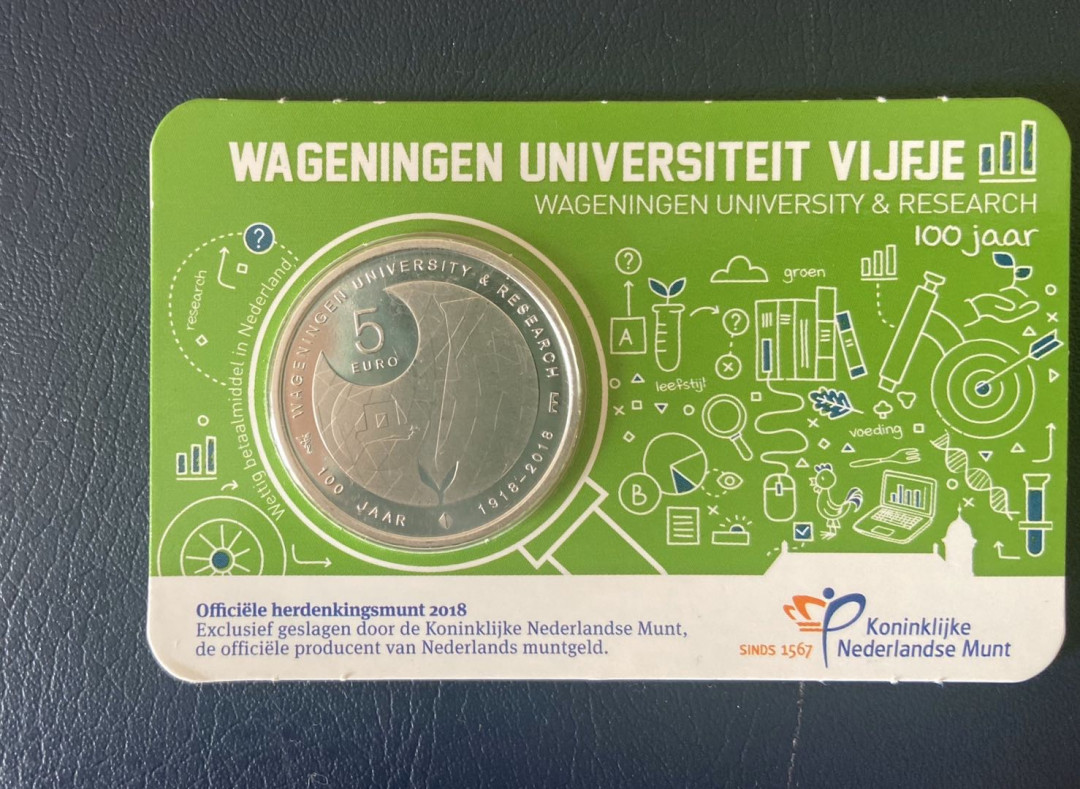 WAGENINGEN UNIVERSITEIT VIJFJE
WAGENINGEN UNIVERSITY & RESEARCH
100 jaar
research
?
Wettig betaalmiddel in Nederland!
WAGENINGEN UNIVERSITY & RESEARCH
5
EURO
100 JAAR
1918-2018
?
groen
A
?
leefstijl
voeding
B
Officiële herdenkingsmunt 2018
Exclusief geslagen door de Koninklijke Nederlandse Munt,
de officiële producent van Nederlands muntgeld.
SINDS 1567
Koninklijke
Nederlandse Munt